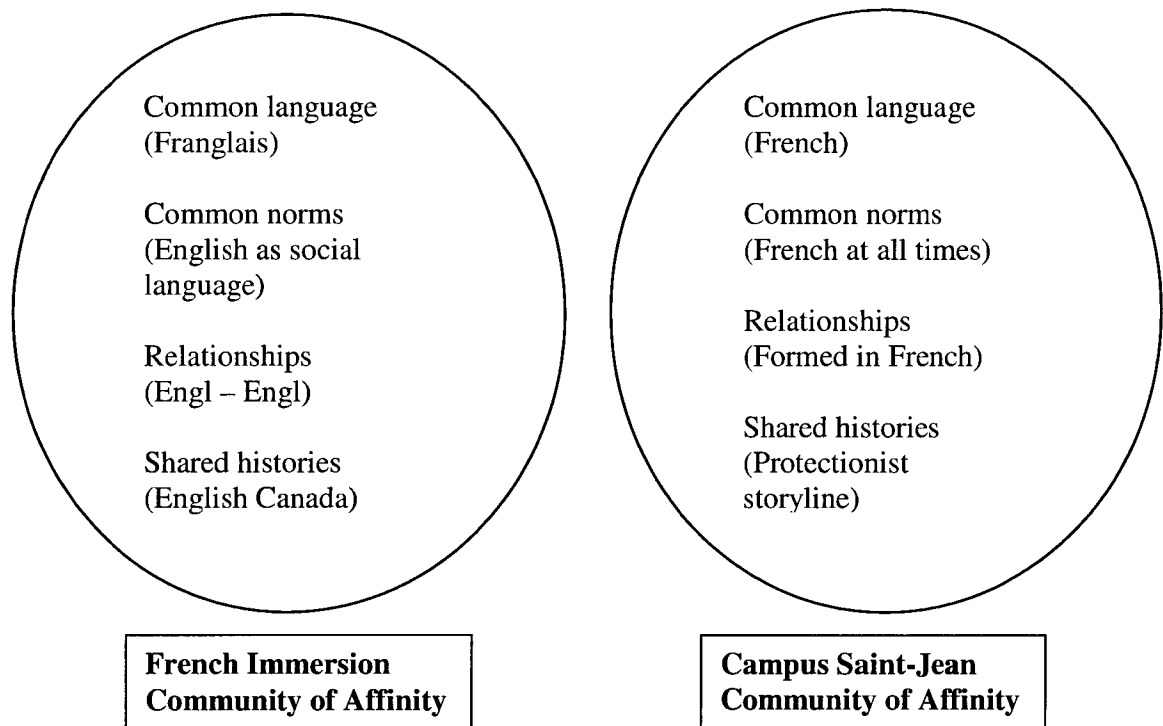 Common language
(Franglais)
Common norms
(English as social
language)
Relationships
(Engl – Engl)
Shared histories
(English Canada)
French Immersion
Community of Affinity
Common language
(French)
Common norms
(French at all times)
Relationships
(Formed in French)
Shared histories
(Protectionist
storyline)
Campus Saint-Jean
Community of Affinity